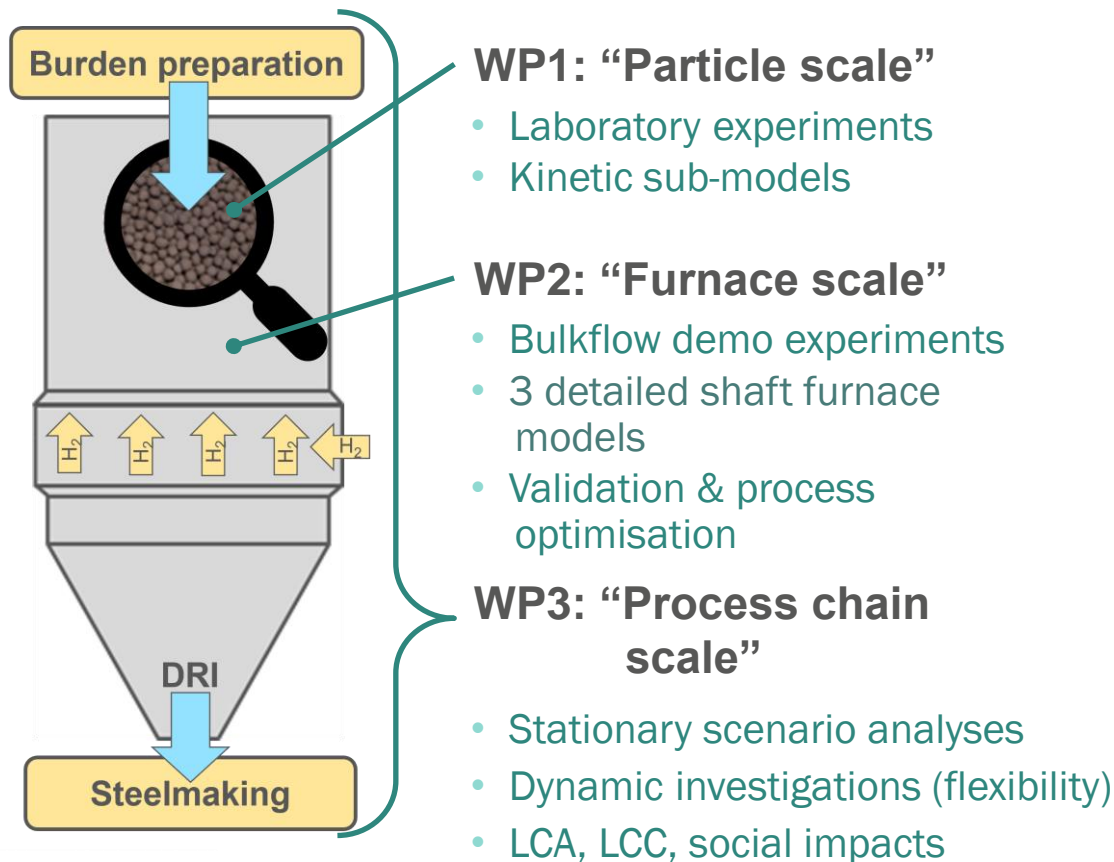 Burden preparation
WP1: “Particle scale”
• Laboratory experiments
• Kinetic sub-models
WP2: “Furnace scale”
• Bulkflow demo experiments
• 3 detailed shaft furnace
models
• Validation & process
optimisation
H₂ H₂ H₂ H₂ H₂
WP3: “Process chain
scale”
• Stationary scenario analyses
• Dynamic investigations (flexibility)
• LCA, LCC, social impacts
DRI
Steelmaking